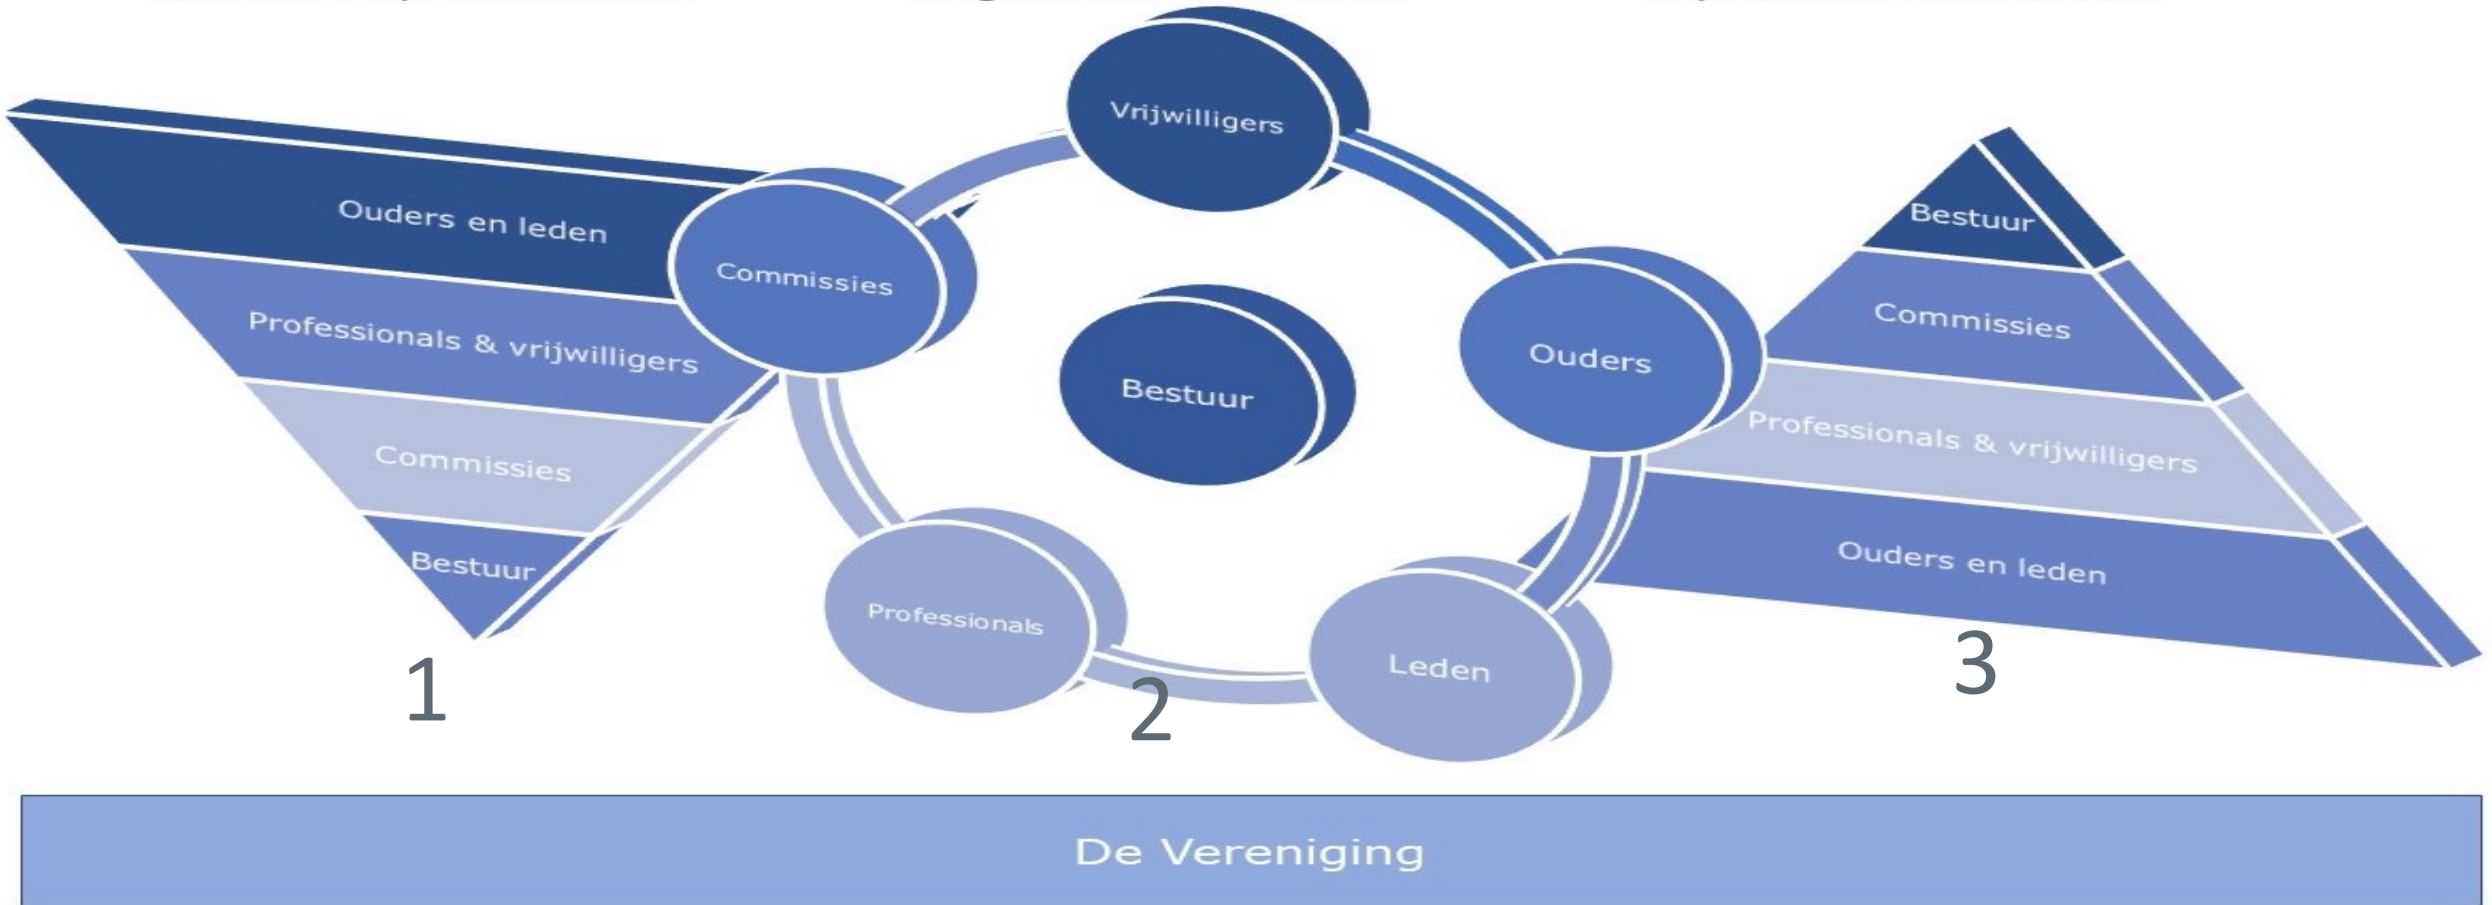 Ouders en leden
Professionals & vrijwilligers
Commissies
Bestuur
1
Vrijwilligers
Commissies
Ouders
Bestuur
Professionals
Leden
2
Bestuur
Commissies
Professionals & vrijwilligers
Ouders en leden
3
De Vereniging